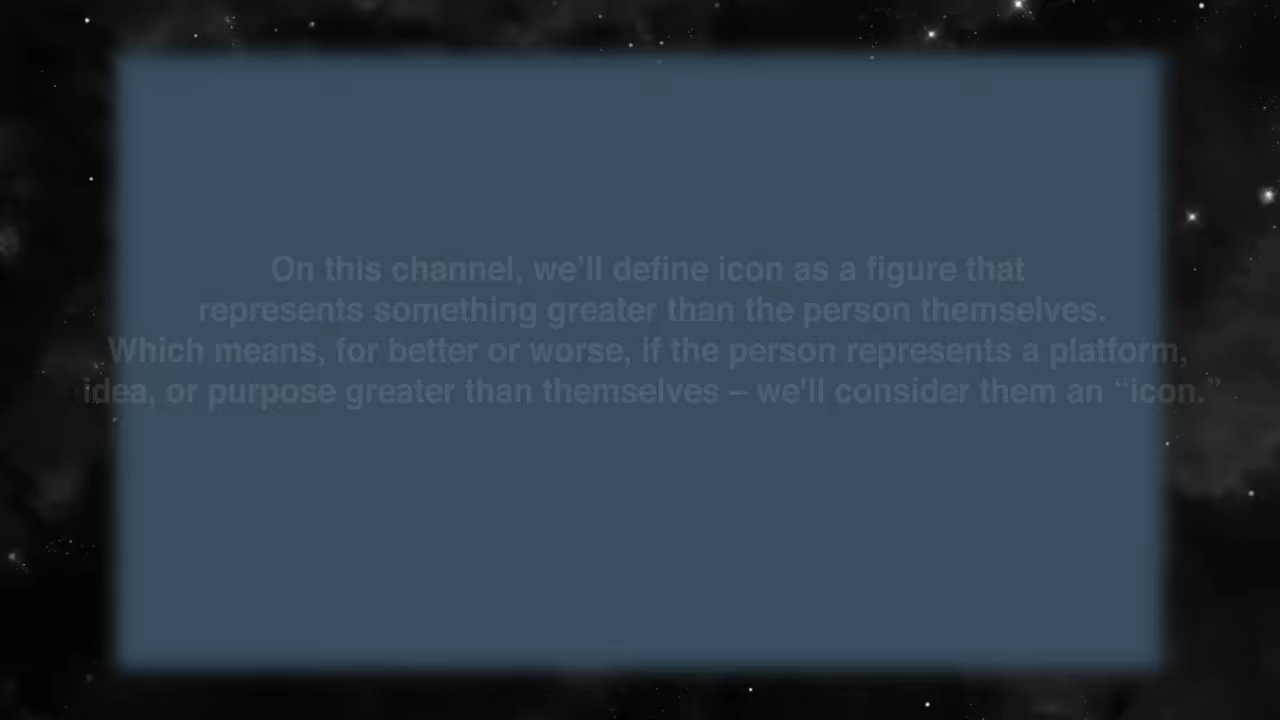 On this channel, we'll define icon as a figure that
represents something greater than the person themselves.
Which means, for better or worse, if the person represents a platform,
idea, or purpose greater than themselves – we'll consider them an “icon.”